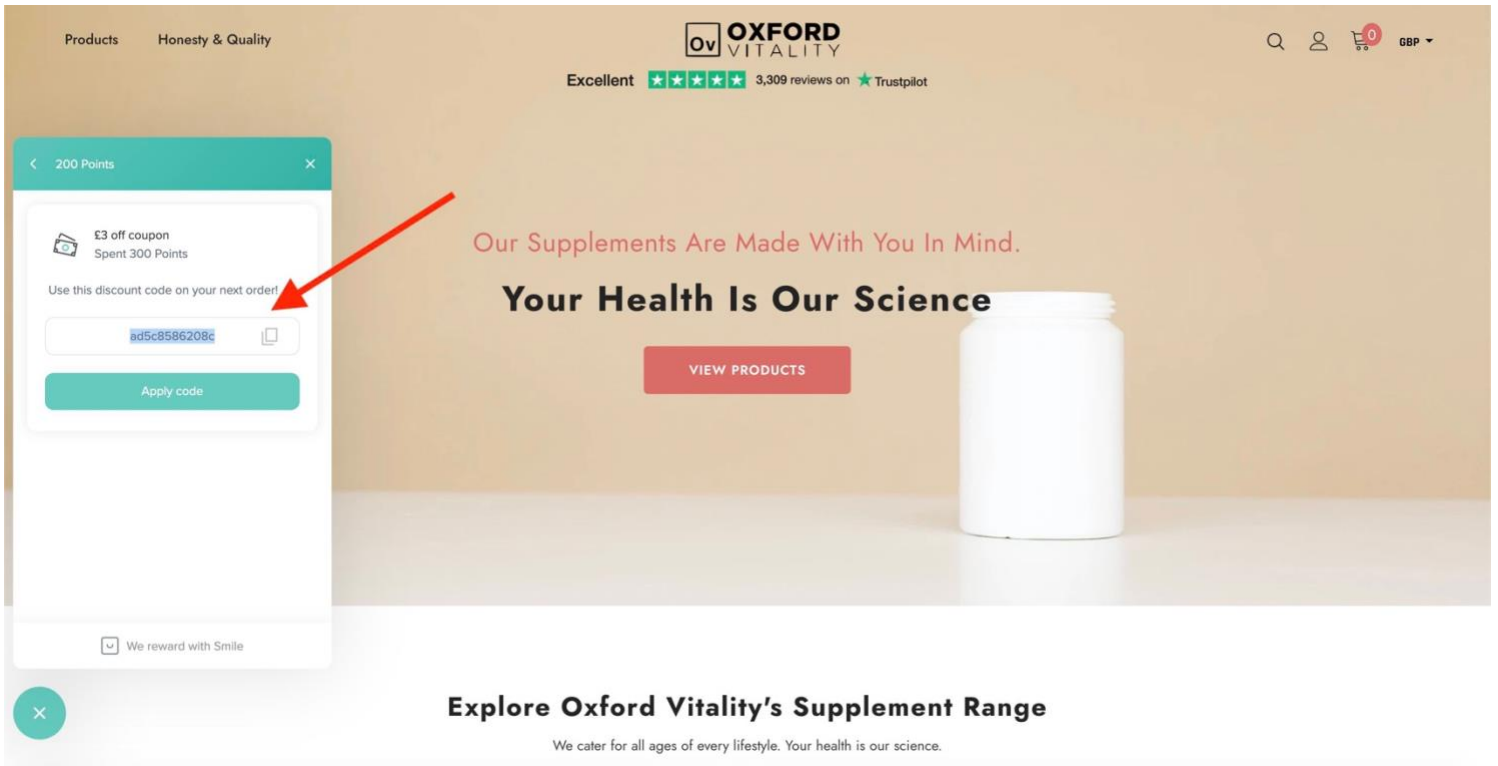 Products Honesty & Quality
Ov OXFORD
VITALITY
0 GBP
Excellent 3,309 reviews on Trustpilot
200 Points
£3 off coupon
Spent 300 Points
Use this discount code on your next order!
ad5c8586208c
Apply code
We reward with Smile
Our Supplements Are Made With You In Mind.
Your Health Is Our Science
VIEW PRODUCTS
Explore Oxford Vitality's Supplement Range
We cater for all ages of every lifestyle. Your health is our science.